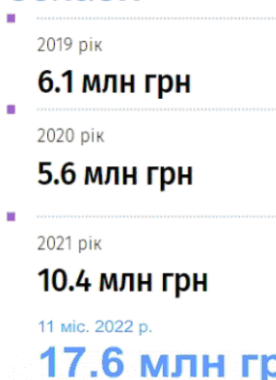 2019 рік
6.1 млн грн
2020 рік
5.6 млн грн
2021 рік
10.4 млн грн
11 міс. 2022 р.
17.6 млн